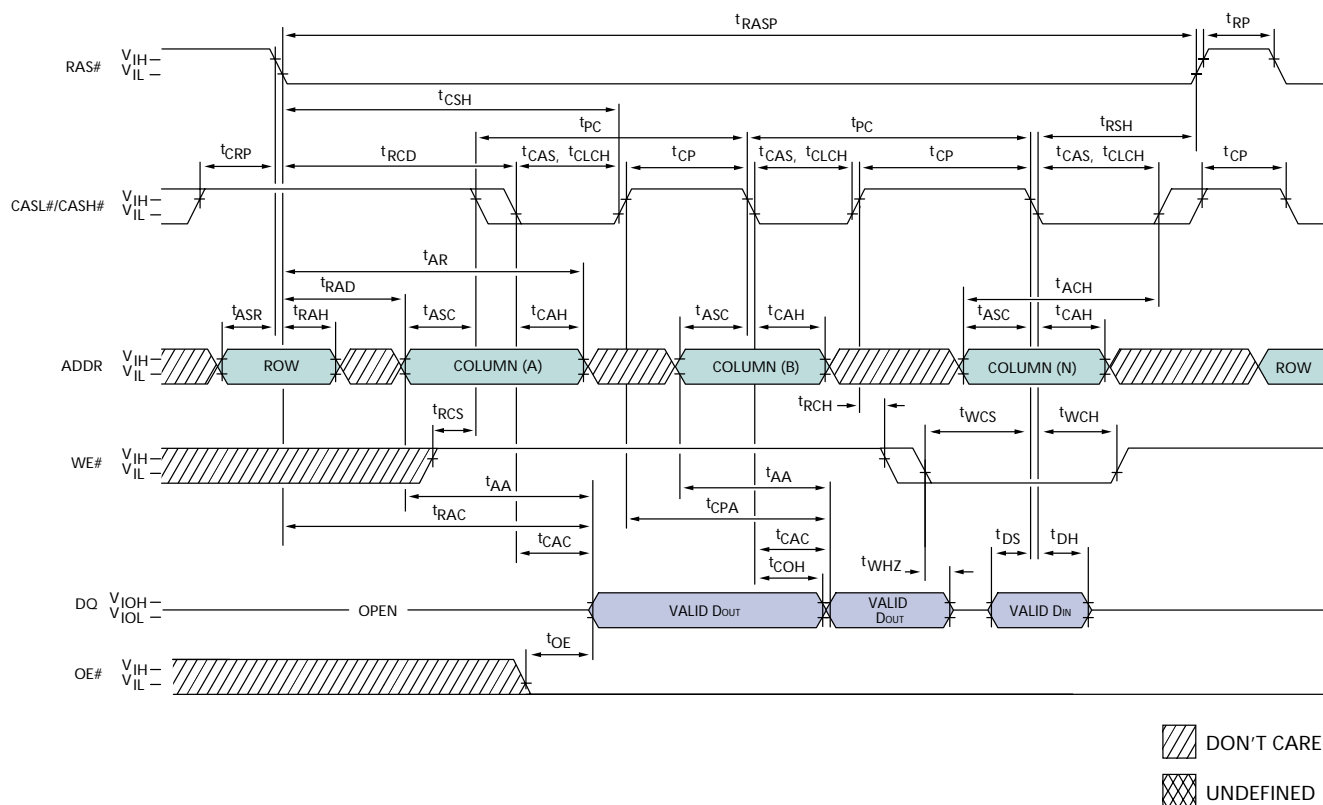 tRASP
tRP
RAS#
VIH
VIL
tCSH
tPC
tPC
tRSH
tCRP
tRCD
tCAS, tCLCH
tCP
tCAS, tCLCH
tCP
tCAS, tCLCH
tCP
CASL#/CASH#
VIH
VIL
tAR
tRAD
tACH
tASR
tRAH
tASC
tCAH
tASC
tCAH
tASC
tCAH
ADDR
VIH
VIL
ROW
COLUMN (A)
COLUMN (B)
COLUMN (N)
ROW
tRCS
tRCH
tWCS
tWCH
WE#
VIH
VIL
tAA
tAA
tRAC
tCPA
tCAC
tCAC
tCOH
tWHZ
tDS
tDH
DQ
VIOH
VIOL
OPEN
VALID DOUT
VALID
DOUT
VALID DIN
tOE
OE#
VIH
VIL
DON'T CARE
UNDEFINED